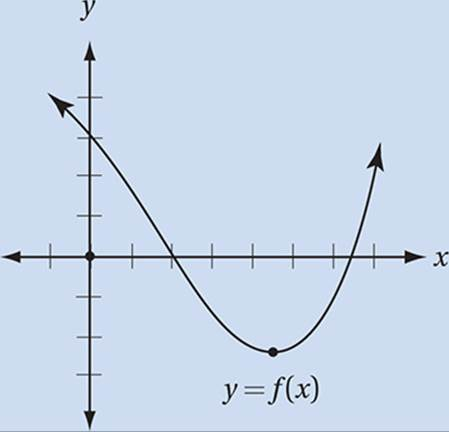 y
x
y = f(x)